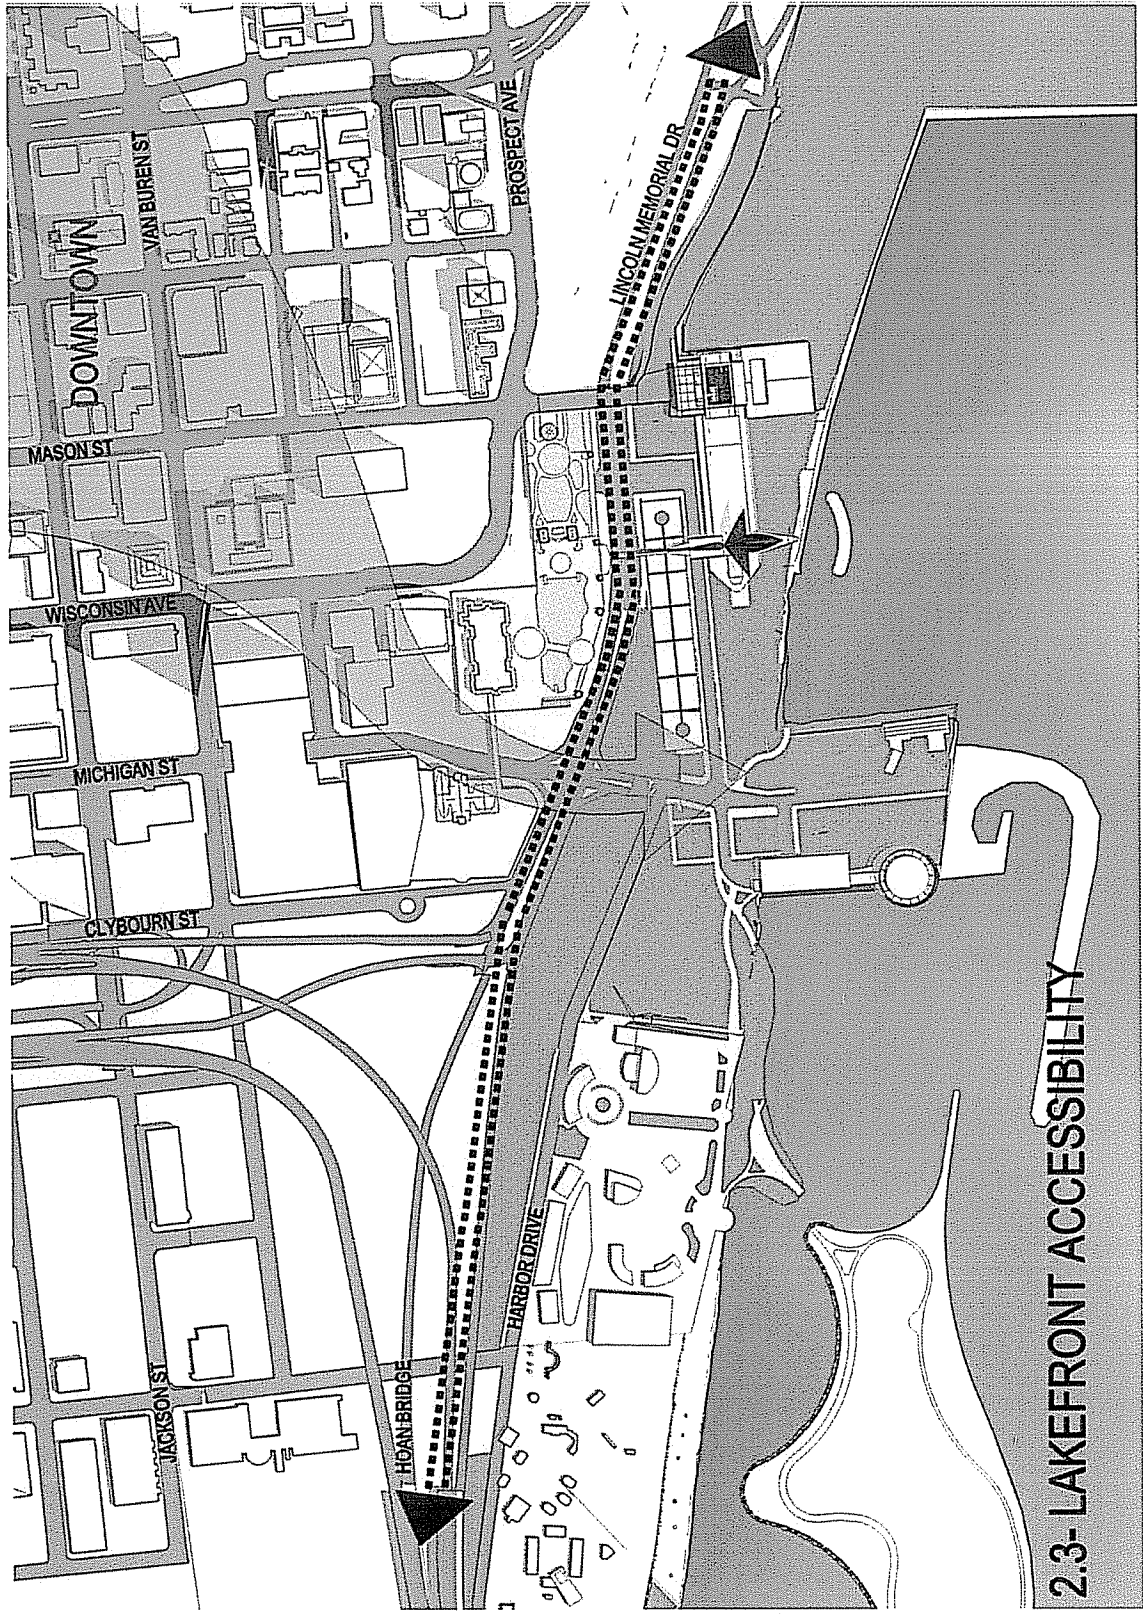 DOWNTOWN
VAN BUREN ST
PROSPECT AVE
LINCOLN MEMORIAL DR
MASON ST
WISCONSIN AVE
MICHIGAN ST
CLYBOURN ST
JACKSON ST
HOAN BRIDGE
HARBOR DRIVE
2.3- LAKEFRONT ACCESSIBILITY